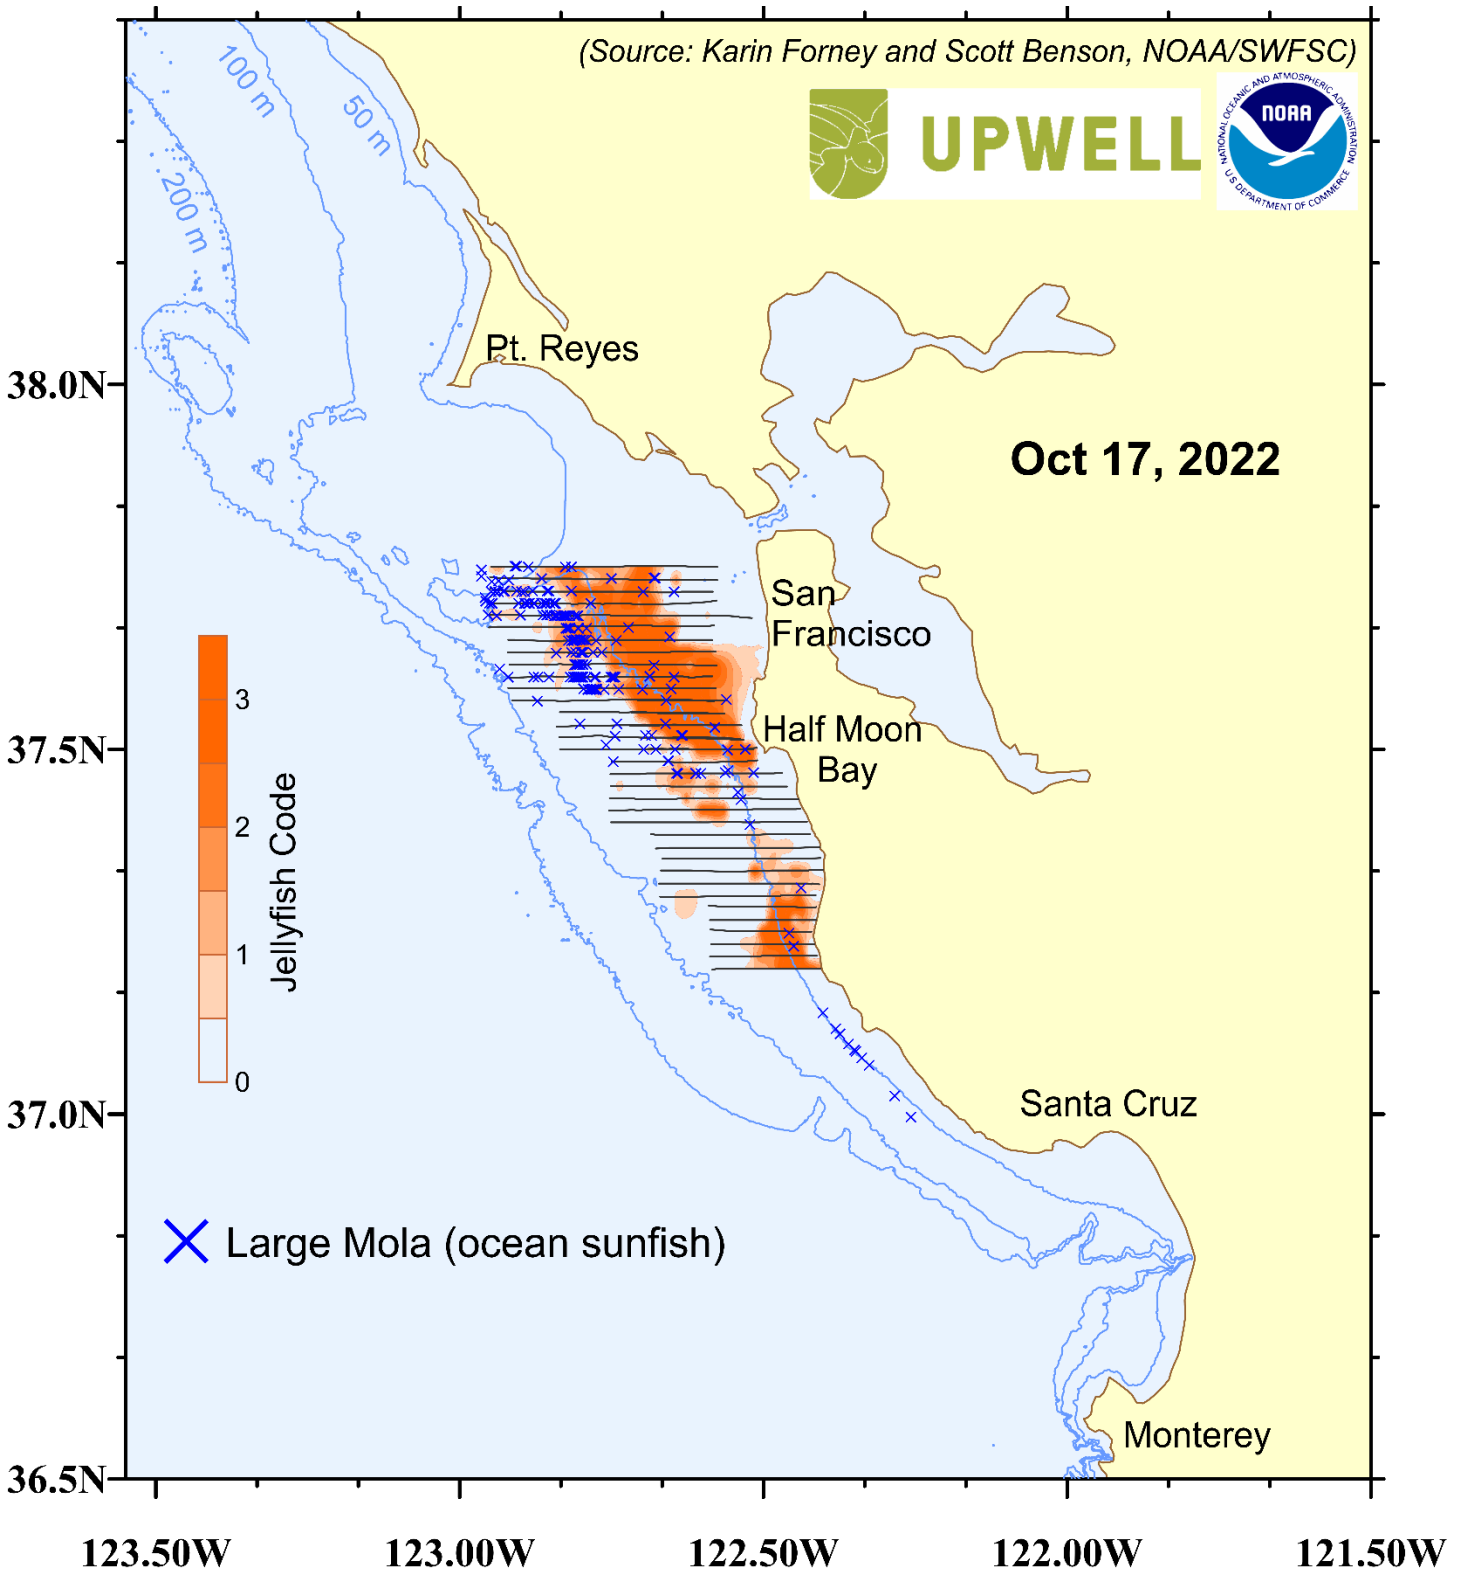 (Source: Karin Forney and Scott Benson, NOAA/SWFSC)
UPWELL
NATIONAL OCEANIC AND ATMOSPHERIC ADMINISTRATION
NOAA
U.S. DEPARTMENT OF COMMERCE
100 m
50 m
200 m
Pt. Reyes
38.0N
Oct 17, 2022
San
Francisco
Half Moon
Bay
37.5N
3
2
1
0
Jellyfish Code
37.0N
Santa Cruz
Large Mola (ocean sunfish)
Monterey
36.5N
123.50W
123.00W
122.50W
122.00W
121.50W